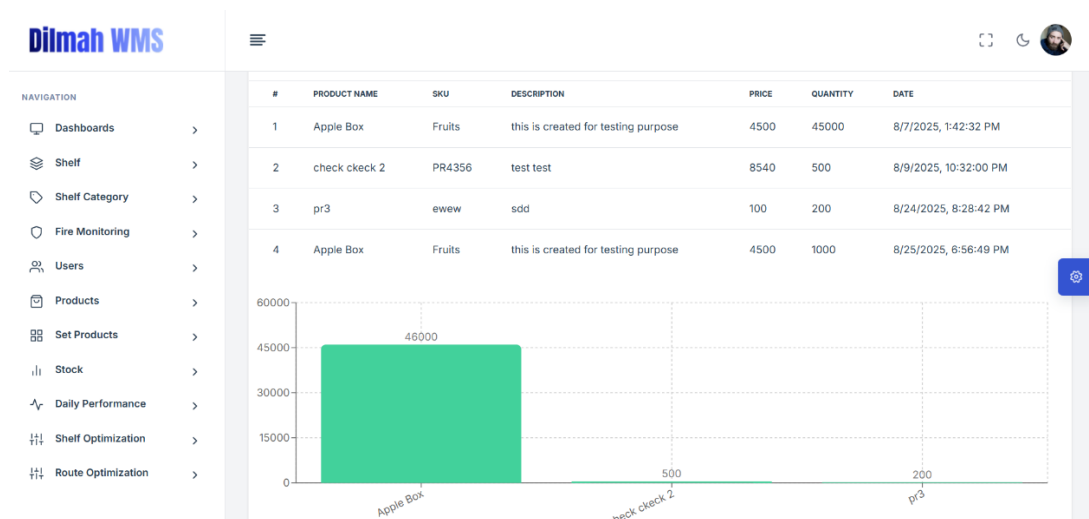 Dilmah WMS
NAVIGATION
Dashboards
Shelf
Shelf Category
Fire Monitoring
Users
Products
Set Products
Stock
Daily Performance
Shelf Optimization
Route Optimization
# PRODUCT NAME SKU DESCRIPTION PRICE QUANTITY DATE
1 Apple Box Fruits this is created for testing purpose 4500 45000 8/7/2025, 1:42:32 PM
2 check ckeck 2 PR4356 test test 8540 500 8/9/2025, 10:32:00 PM
3 pr3 ewew sdd 100 200 8/24/2025, 8:28:42 PM
4 Apple Box Fruits this is created for testing purpose 4500 1000 8/25/2025, 6:56:49 PM
60000
46000
45000
30000
15000
500 200
0
Apple Box ckeck 2 pr3